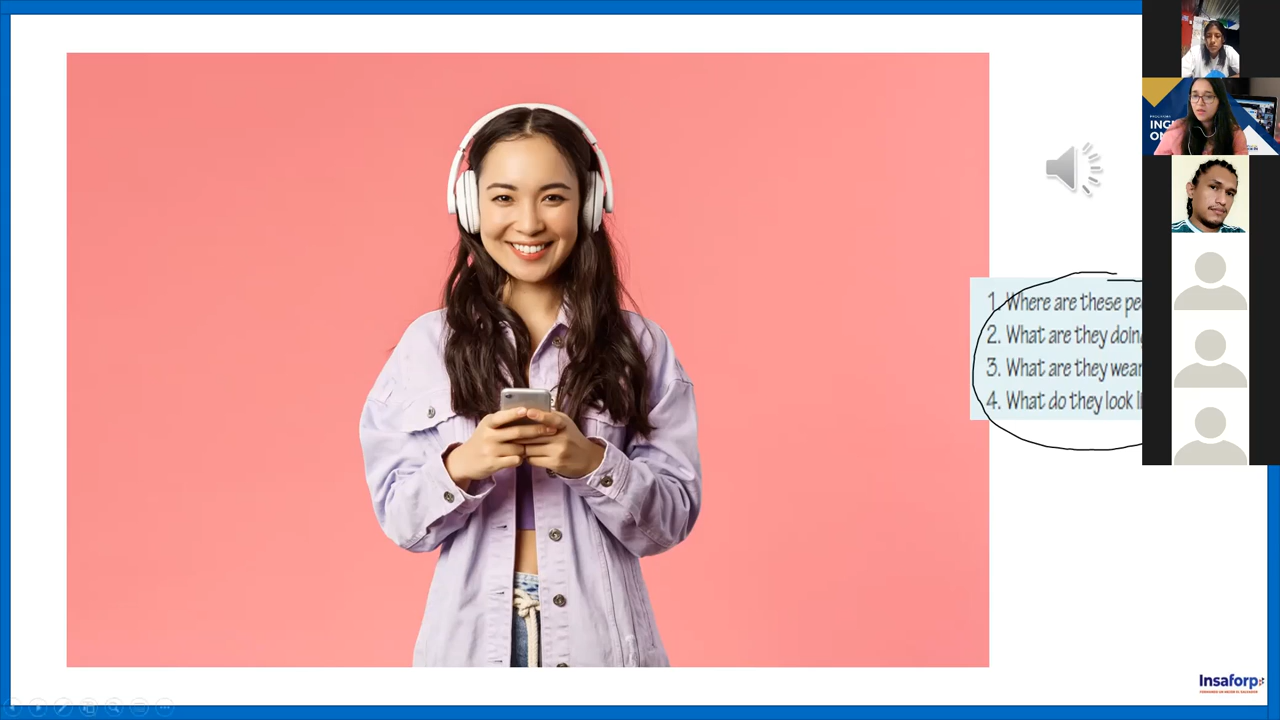 1. Where are these pe
2. What are they doing
3. What are they wear
4. What do they look li
Insaforp